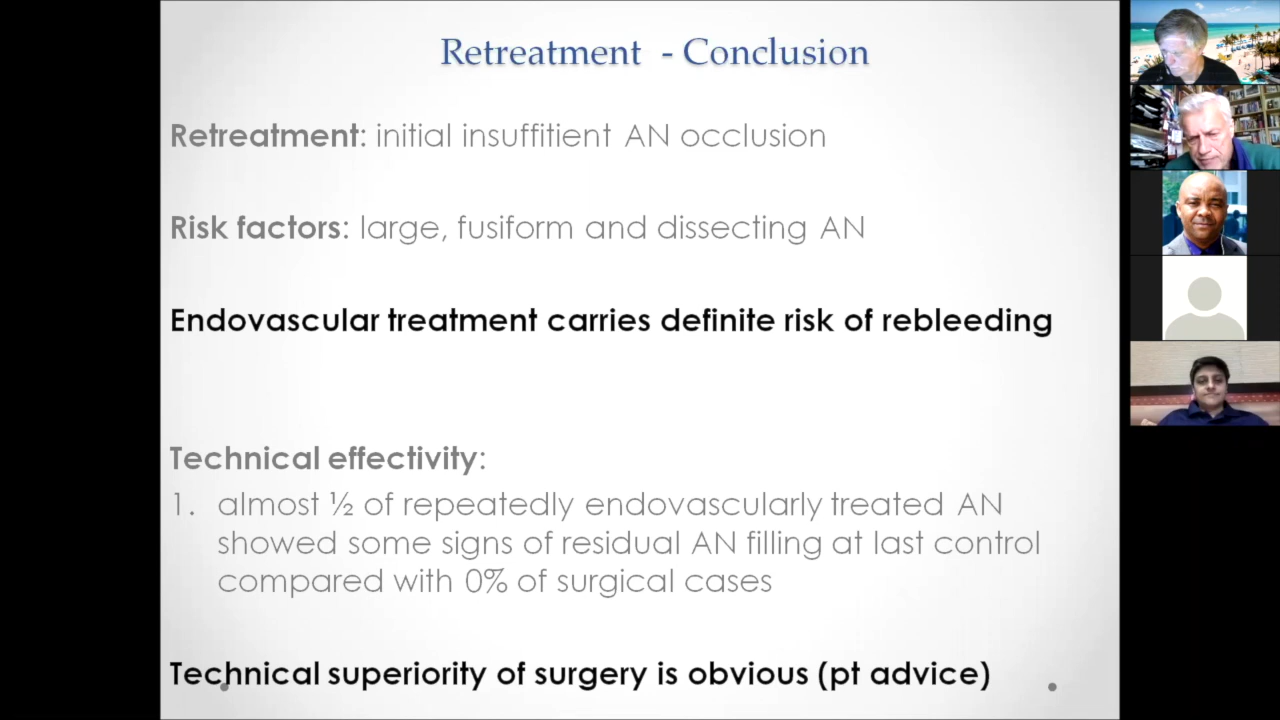 Retreatment - Conclusion
Retreatment: initial insuffitient AN occlusion
Risk factors: large, fusiform and dissecting AN
Endovascular treatment carries definite risk of rebleeding
Technical effectivity:
1. almost ½ of repeatedly endovascularly treated AN
showed some signs of residual AN filling at last control
compared with 0% of surgical cases
Technical superiority of surgery is obvious (pt advice)